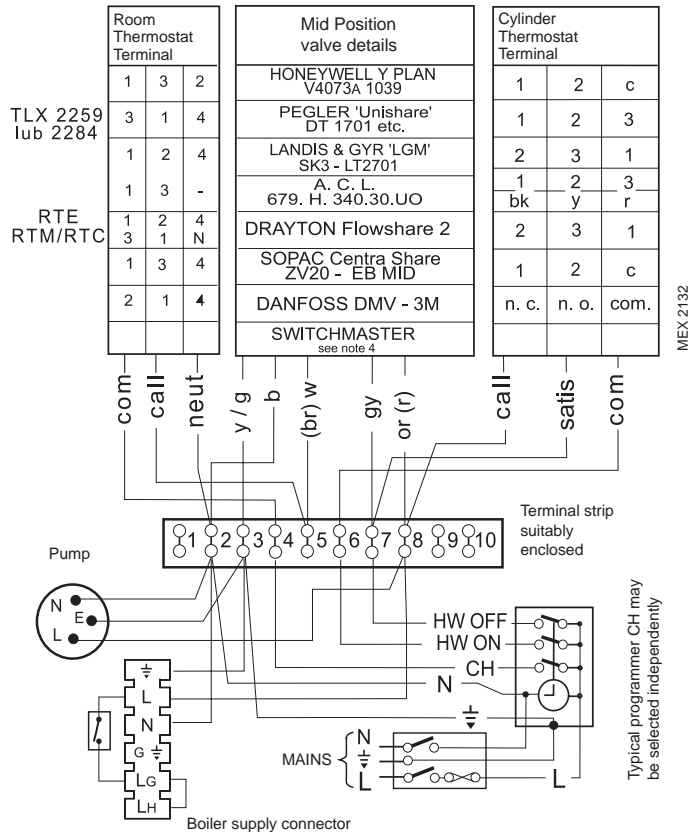 Room
Thermostat
Terminal
Mid Position
valve details
Cylinder
Thermostat
Terminal
1 3 2
HONEYWELL Y PLAN
V4073A 1039
1 2 c
TLX 2259
lub 2284
3 1 4
PEGLER 'Unishare'
DT 1701 etc.
1 2 3
1 2 4
LANDIS & GYR 'LGM'
SK3 - LT2701
2 3 1
1 3 -
A. C. L.
679. H. 340.30.UO
1 2 3
bk y r
RTE
RTM/RTC
1 2 4
3 1 N
DRAYTON Flowshare 2
2 3 1
1 3 4
SOPAC Centra Share
ZV20 - EB MID
1 2 c
2 1 4
DANFOSS DMV - 3M
n. c. n. o. com.
SWITCHMASTER
see note 4
MEX 2132
com
call
neut
y / g
b
(br) w
gy
or (r)
call
satis
com
1 2 3 4 5 6 7 8 9 10
Terminal strip
suitably
enclosed
Pump
N
E
L
HW OFF
HW ON
CH
N
Typical programmer CH may
be selected independently
L
N
G
LG
LH
MAINS
N
L
L
Boiler supply connector